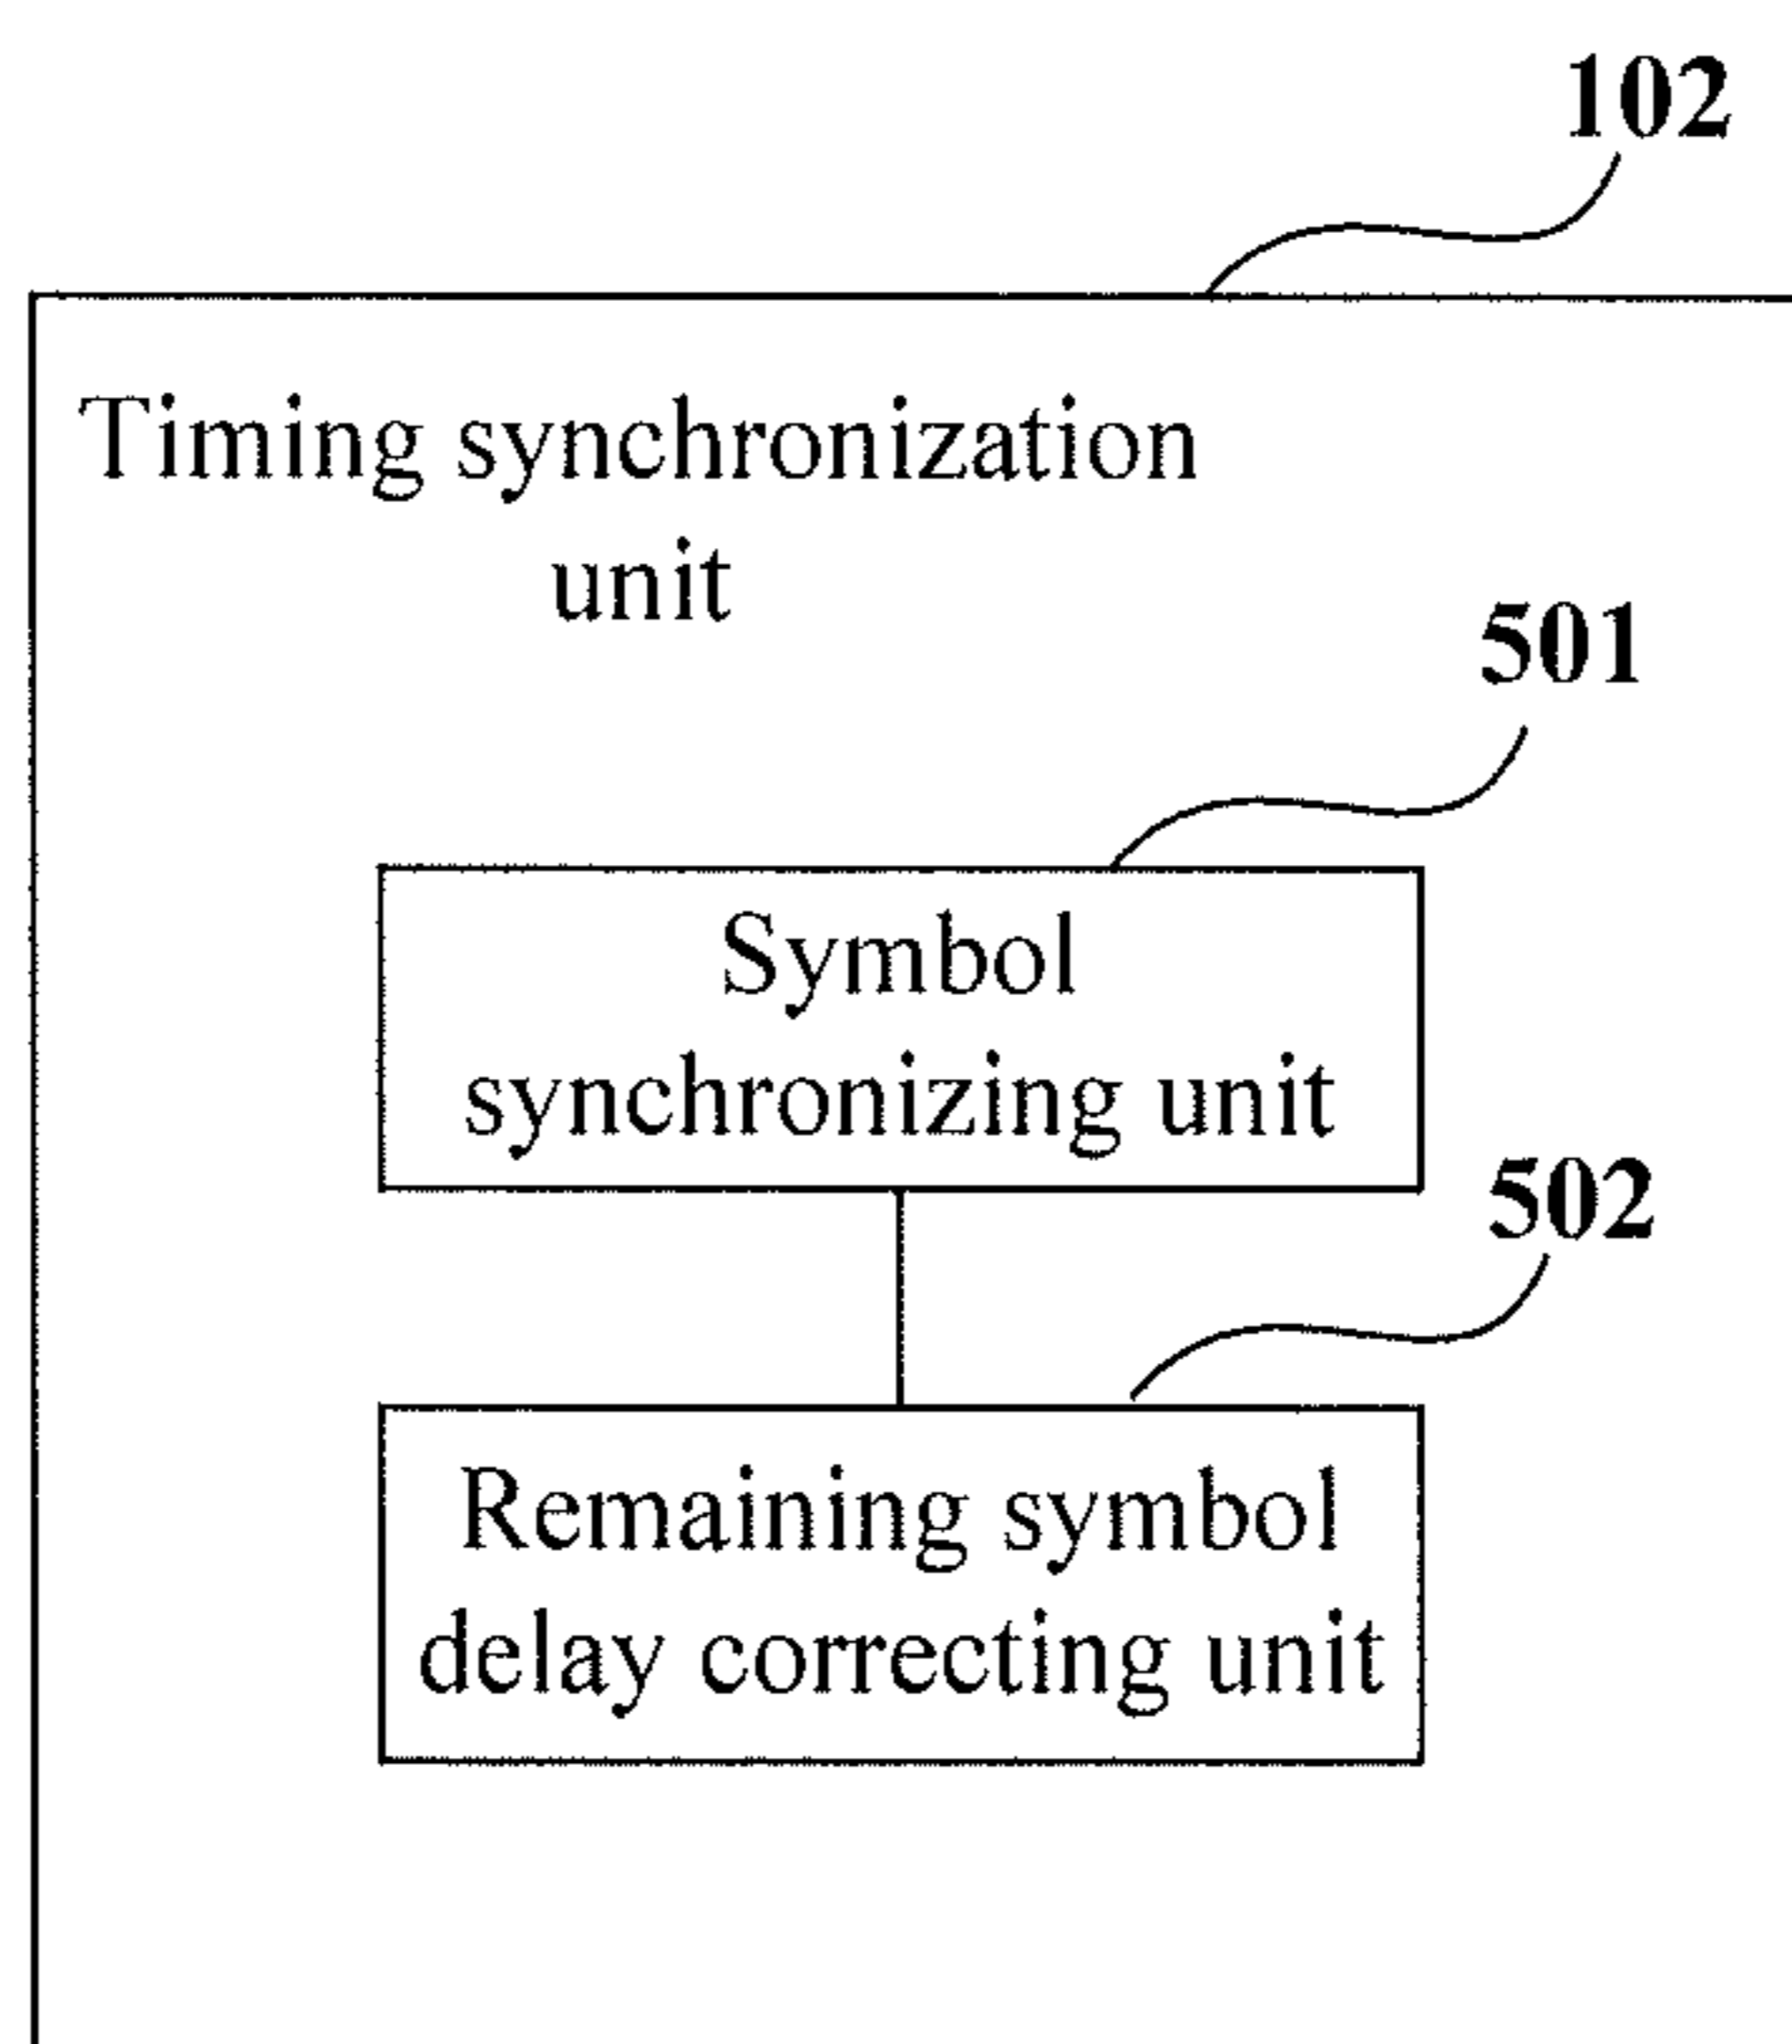 102
Timing synchronization
unit
501
Symbol
synchronizing unit
502
Remaining symbol
delay correcting unit